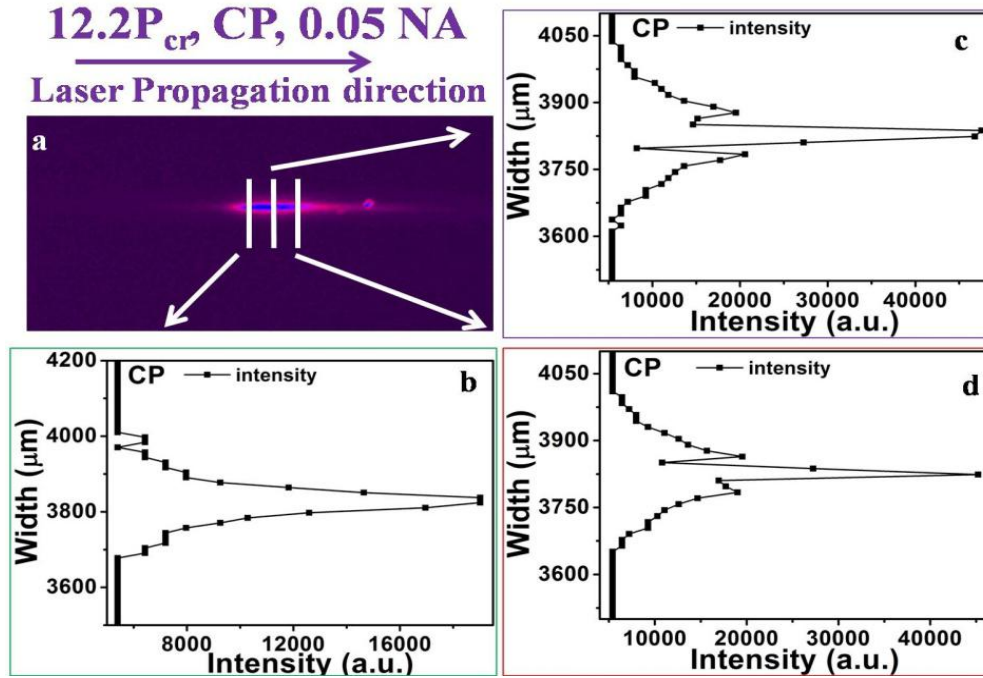 12.2Pcr, CP, 0.05 NA
Laser Propagation direction
a
CP intensity c
4050
3900
3750
3600
Width (μm)
10000 20000 30000 40000
Intensity (a.u.)
CP intensity b
4200
4000
3800
3600
Width (μm)
8000 12000 16000
Intensity (a.u.)
CP intensity d
4050
3900
3750
3600
Width (μm)
10000 20000 30000 40000
Intensity (a.u.)